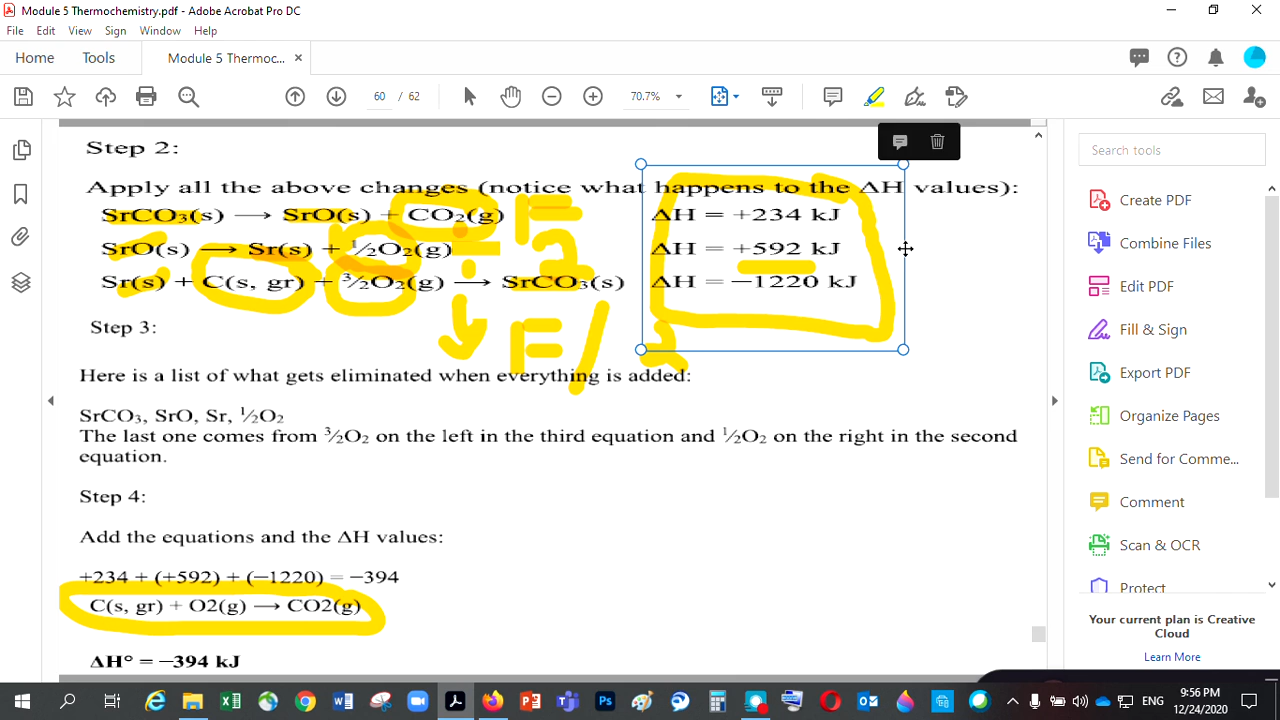 Module 5 Thermochemistry.pdf - Adobe Acrobat Pro DC
File Edit View Sign Window Help
Home Tools Module 5 Thermoc... ×
60 / 62 70.7%
Step 2:
Apply all the above changes (notice what happens to the ΔH values):
SrCO₃(s) ⟶ SrO(s) + CO₂(g) ΔH = +234 kJ
SrO(s) ⟶ Sr(s) + ½O₂(g) ΔH = +592 kJ
Sr(s) + C(s, gr) + ³⁄₂O₂(g) ⟶ SrCO₃(s) ΔH = −1220 kJ
Step 3:
Here is a list of what gets eliminated when everything is added:
SrCO₃, SrO, Sr, ½O₂
The last one comes from ³⁄₂O₂ on the left in the third equation and ½O₂ on the right in the second
equation.
Step 4:
Add the equations and the ΔH values:
+234 + (+592) + (−1220) = −394
C(s, gr) + O2(g) ⟶ CO2(g)
ΔH° = −394 kJ
Search tools
Create PDF
Combine Files
Edit PDF
Fill & Sign
Export PDF
Organize Pages
Send for Comme...
Comment
Scan & OCR
Protect
Your current plan is Creative
Cloud
Learn More
ENG
9:56 PM
12/24/2020